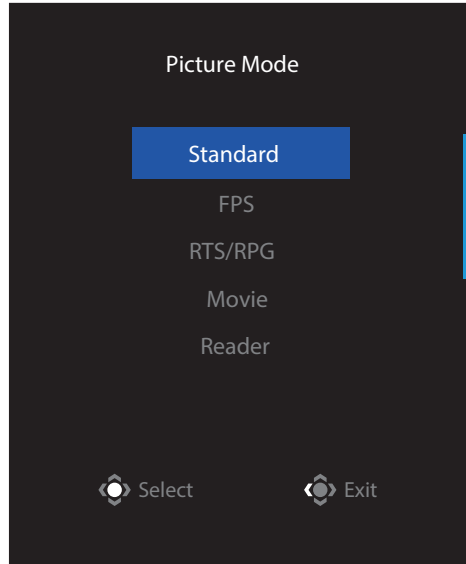 Picture Mode
Standard
FPS
RTS/RPG
Movie
Reader
Select Exit